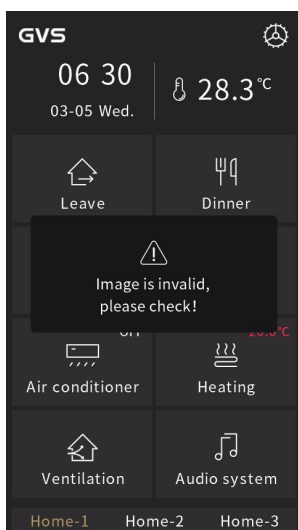 GVS
06 30
03-05 Wed.
28.3°C
Leave
Dinner
Image is invalid,
please check!
Air conditioner
Heating
Ventilation
Audio system
Home-1
Home-2
Home-3